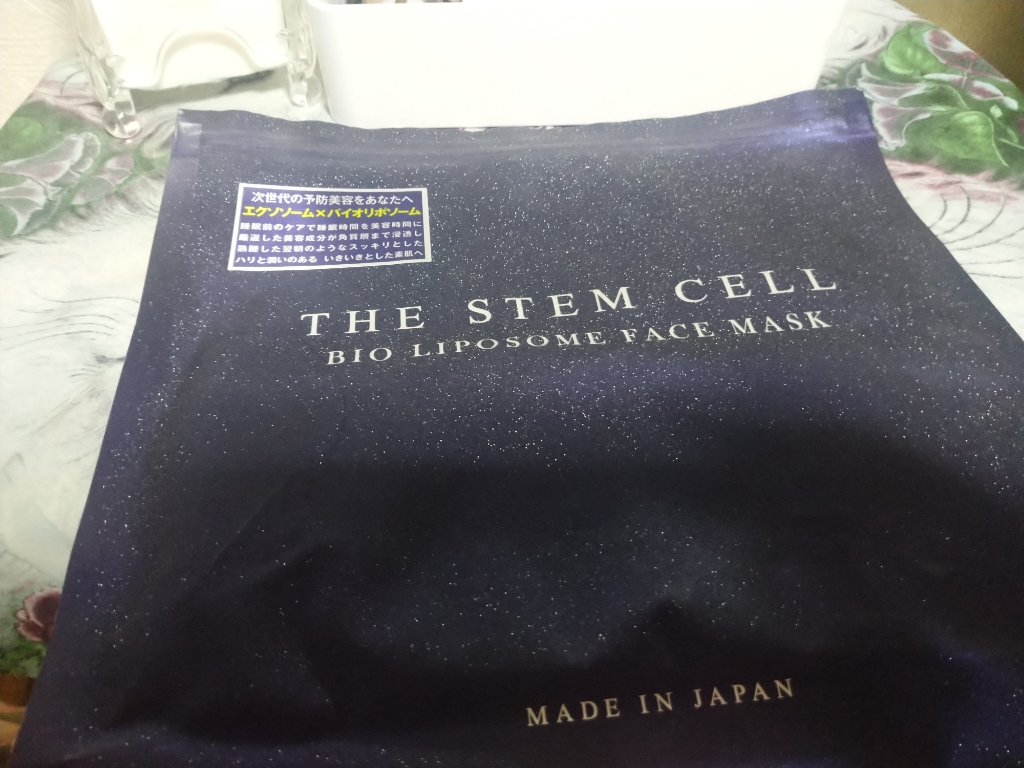 次世代の予防美容をあなたへ
エクソソーム×バイオリポソーム
睡眠前のケアで睡眠時間を美容時間に
厳選した美容成分が角質層まで浸透し
熟睡した翌朝のようなスッキリとした
ハリと潤いのある いきいきとした素肌へ
THE STEM CELL
BIO LIPOSOME FACE MASK
MADE IN JAPAN